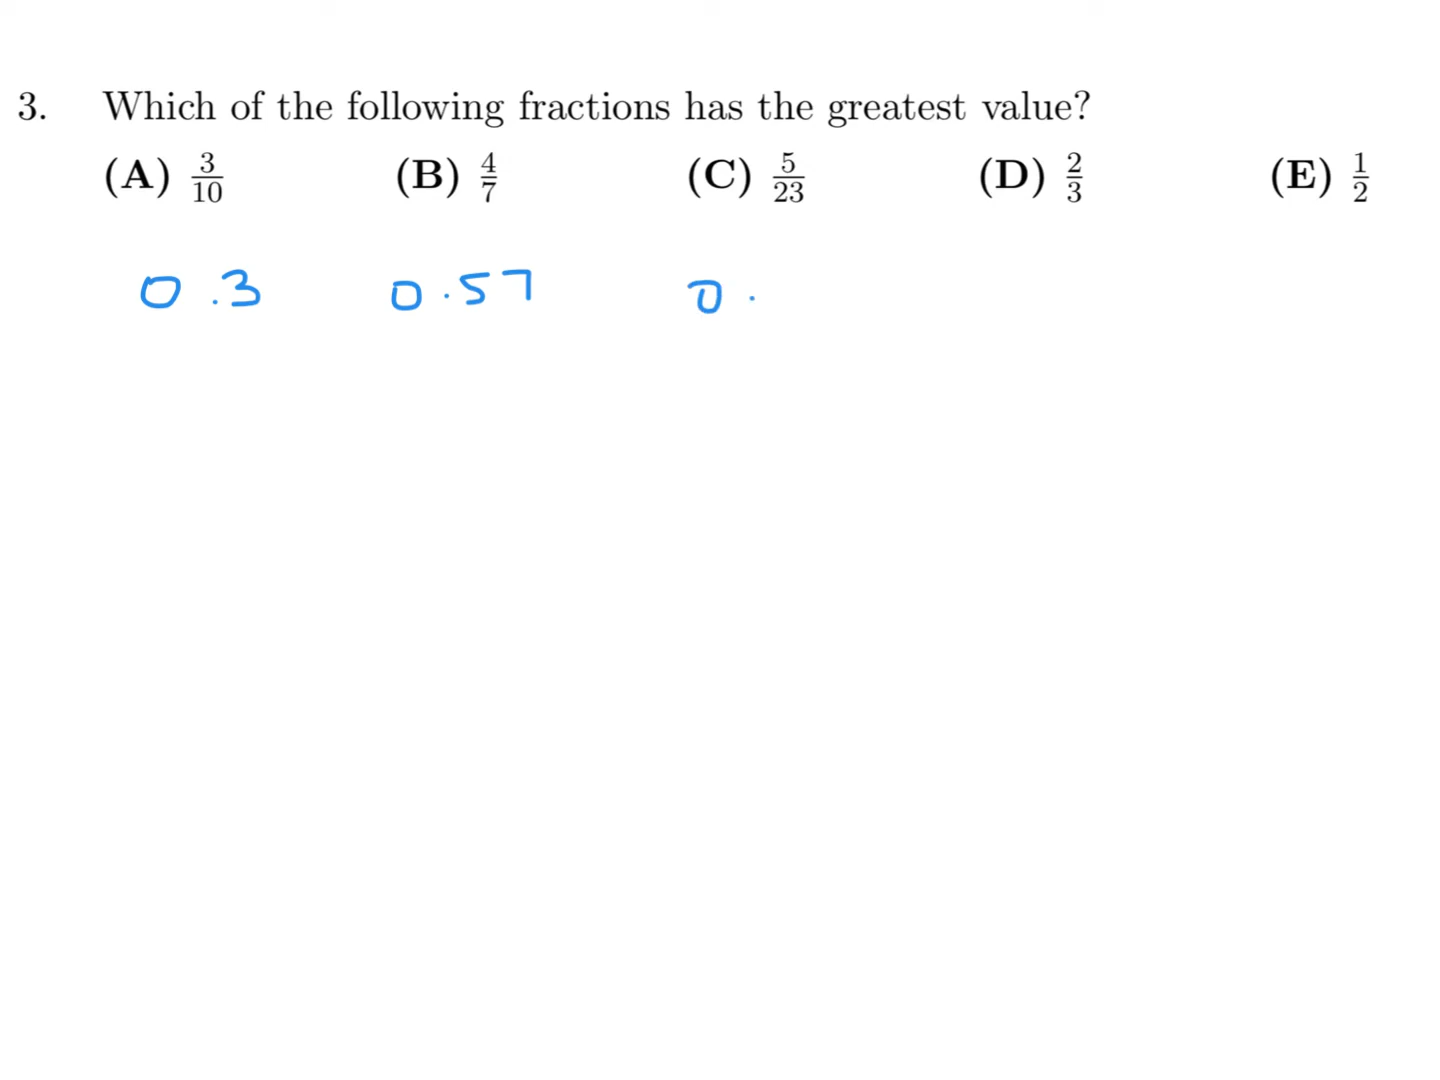 3. Which of the following fractions has the greatest value?
(A) 3/10 (B) 4/7 (C) 5/23 (D) 2/3 (E) 1/2
0.3 0.57 0.